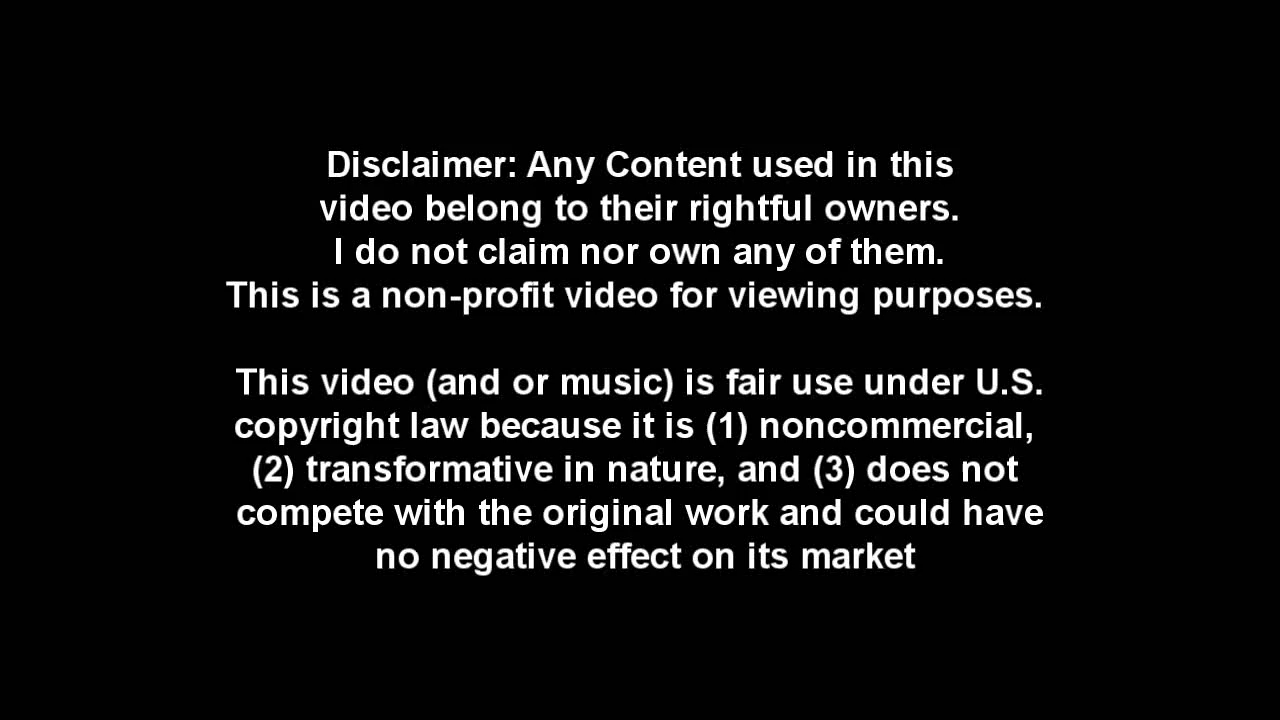 Disclaimer: Any Content used in this
video belong to their rightful owners.
I do not claim nor own any of them.
This is a non-profit video for viewing purposes.
This video (and or music) is fair use under U.S.
copyright law because it is (1) noncommercial,
(2) transformative in nature, and (3) does not
compete with the original work and could have
no negative effect on its market